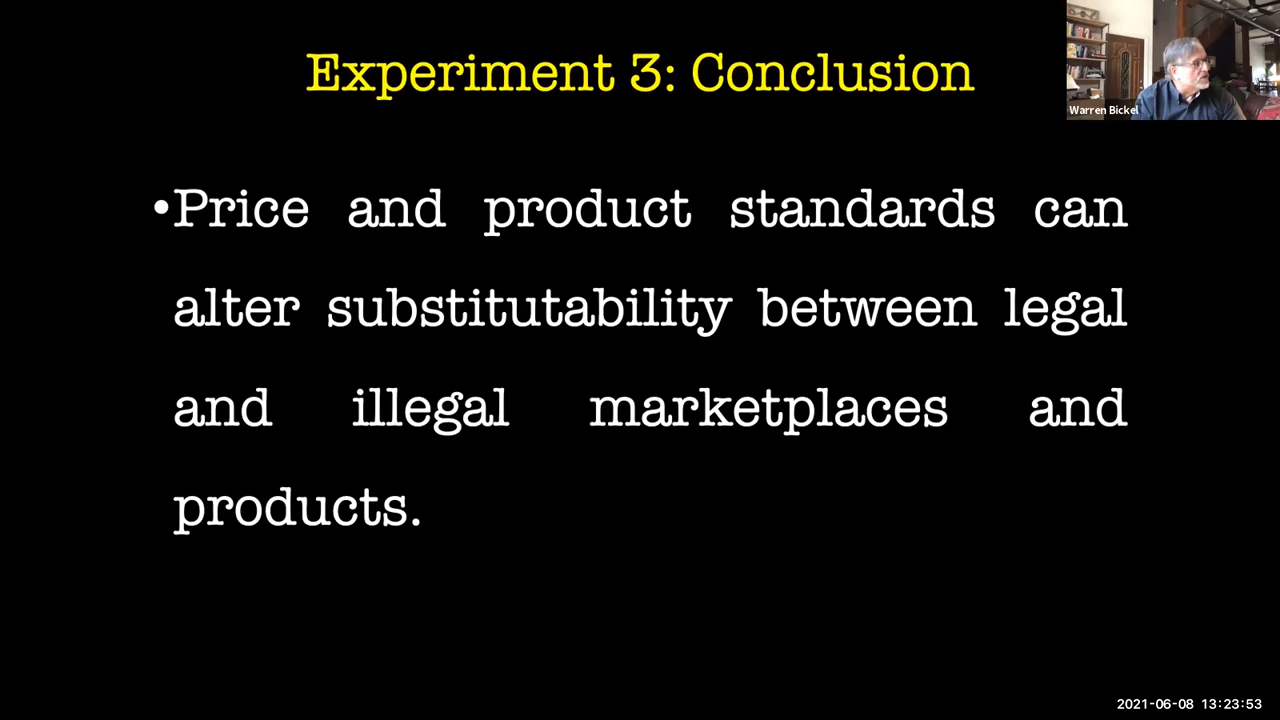 Experiment 3: Conclusion
Warren Bickel
•Price and product standards can
alter substitutability between legal
and illegal marketplaces and
products.
2021-06-08 13:23:53